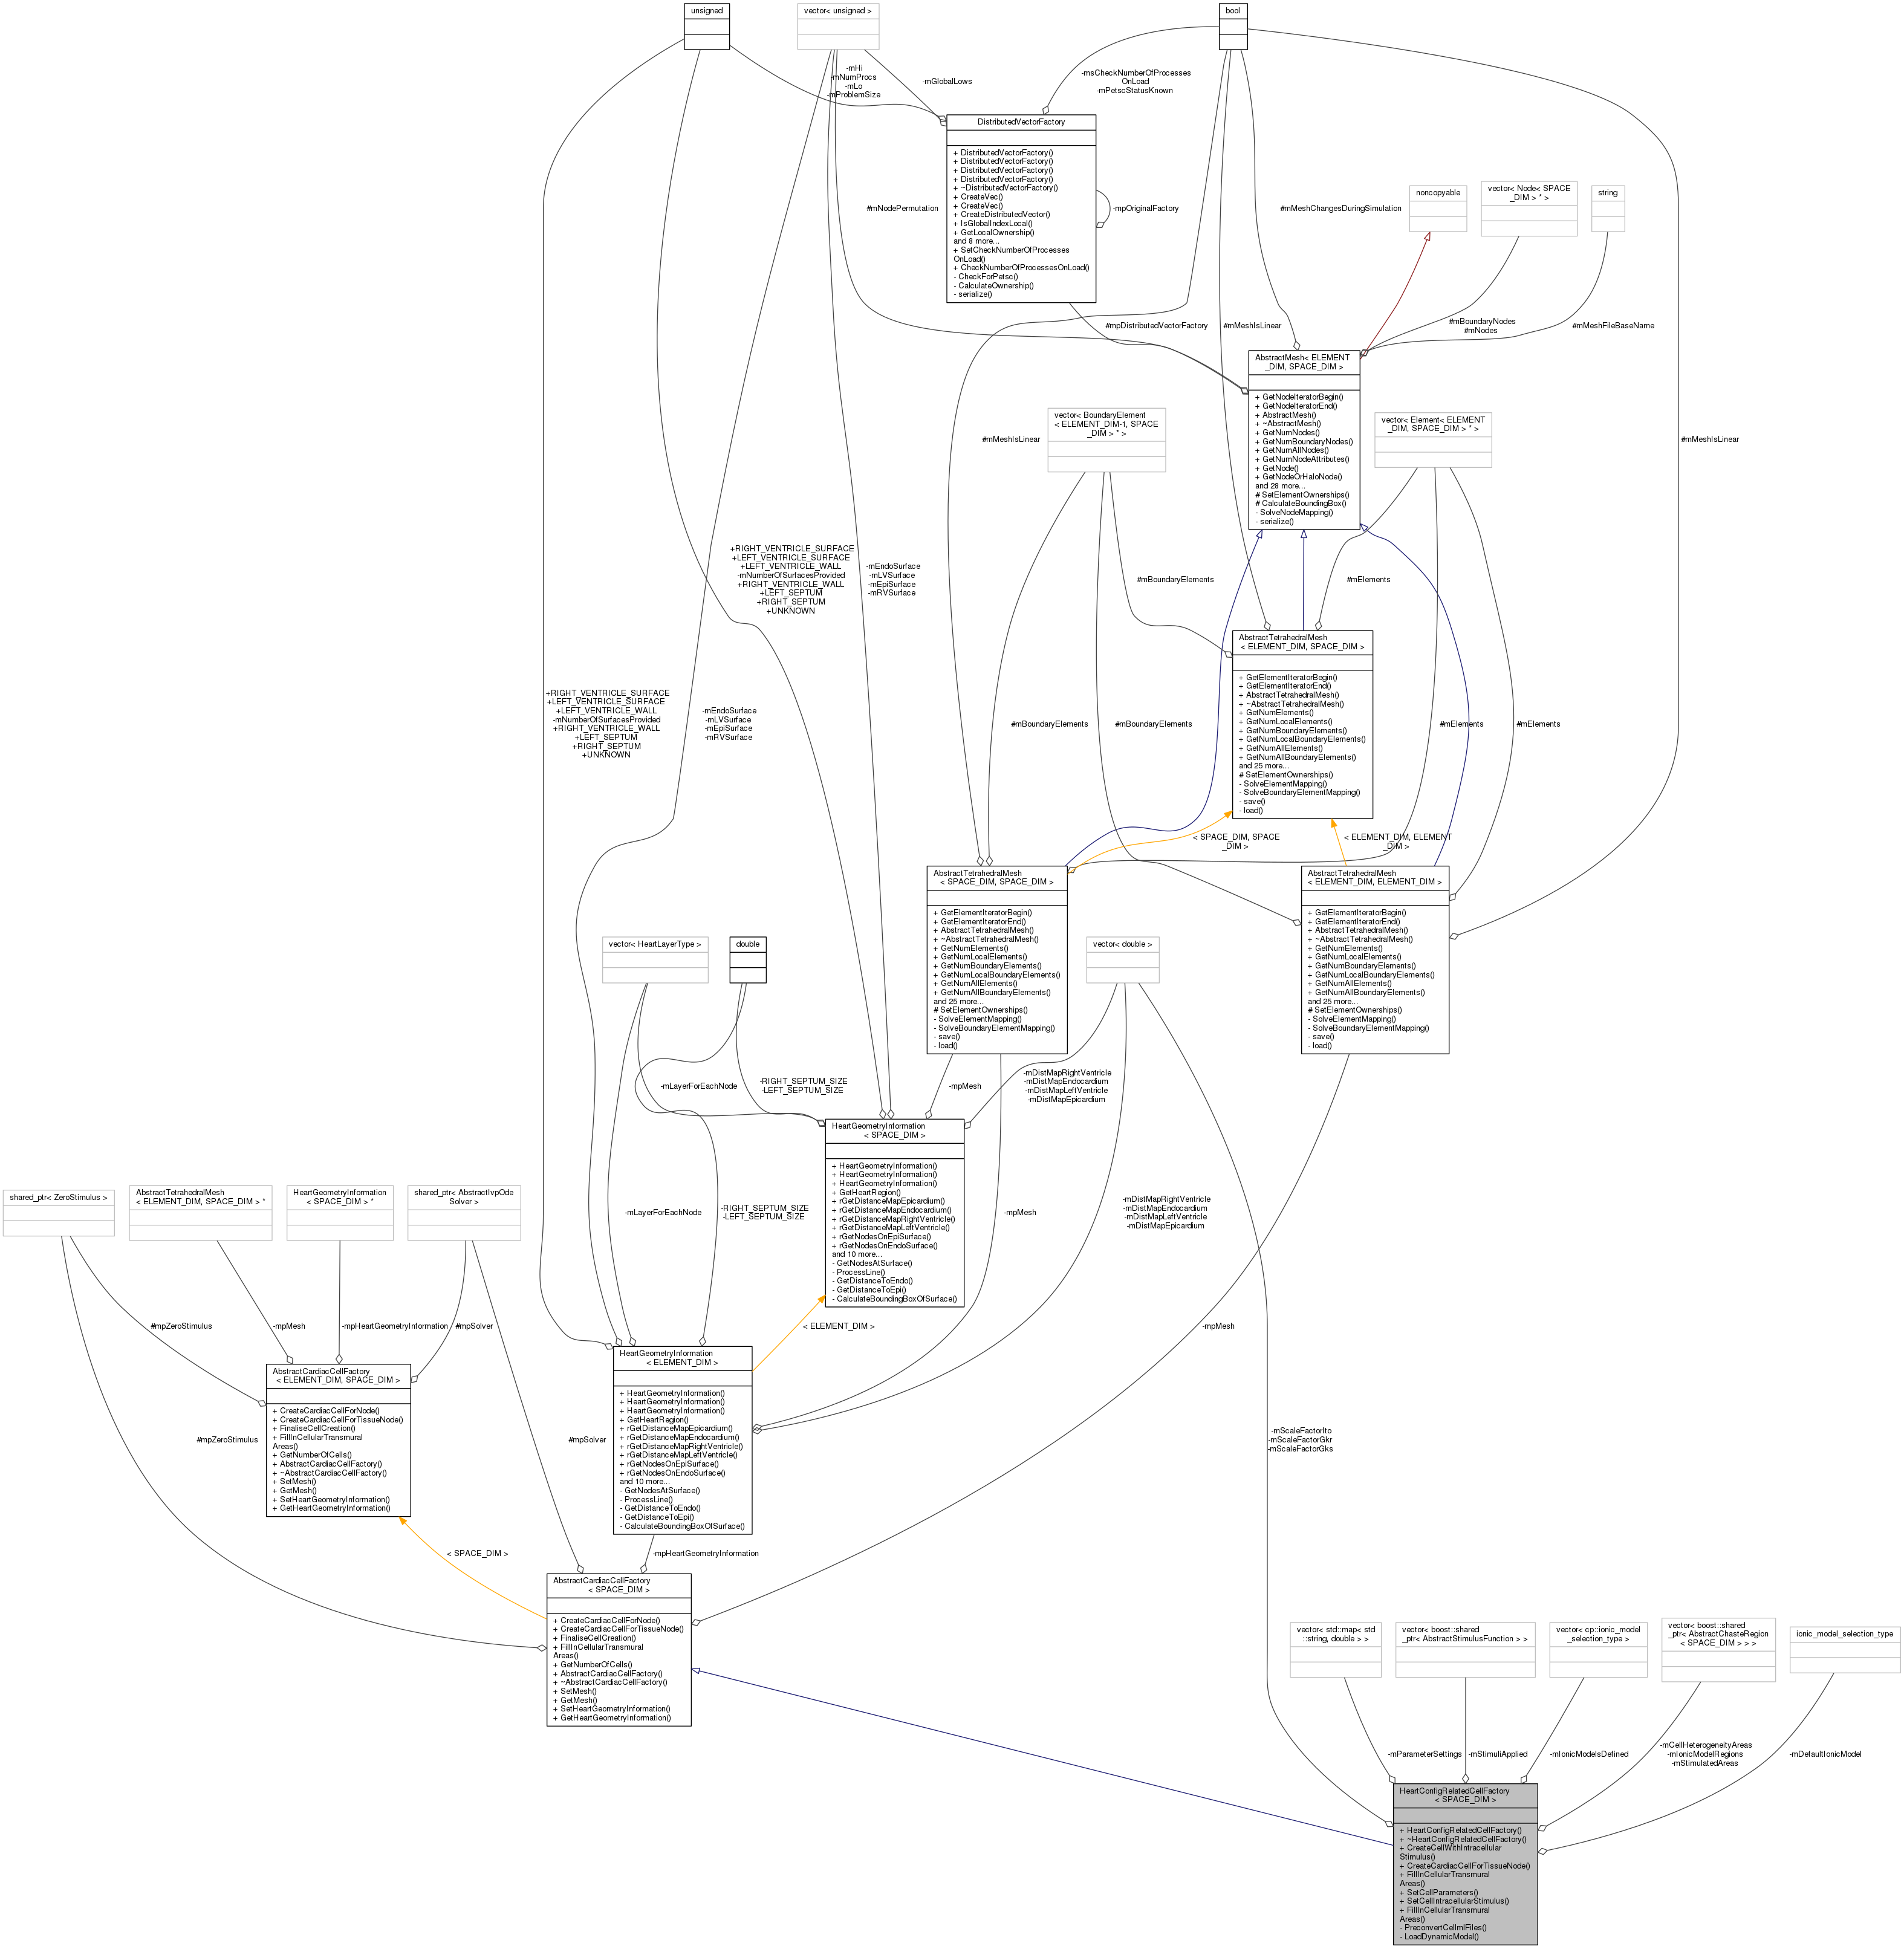 unsigned
vector< unsigned >
bool
-mHi
-mNumProcs
-mLo
-mProblemSize
-mGlobalLows
-msCheckNumberOfProcesses
OnLoad
-mPetscStatusKnown
DistributedVectorFactory
+ DistributedVectorFactory()
+ DistributedVectorFactory()
+ DistributedVectorFactory()
+ DistributedVectorFactory()
+ ~DistributedVectorFactory()
+ CreateVec()
+ CreateVec()
+ CreateDistributedVector()
+ IsGlobalIndexLocal()
+ GetLocalOwnership()
and 8 more...
+ SetCheckNumberOfProcesses
OnLoad()
+ CheckNumberOfProcessesOnLoad()
- CheckForPetsc()
- CalculateOwnership()
- serialize()
-mpOriginalFactory
#mNodePermutation
#mMeshChangesDuringSimulation
noncopyable
vector< Node< SPACE
_DIM > * >
string
#mpDistributedVectorFactory
#mMeshIsLinear
#mBoundaryNodes
#mNodes
#mMeshFileBaseName
AbstractMesh< ELEMENT
_DIM, SPACE_DIM >
+ GetNodeIteratorBegin()
+ GetNodeIteratorEnd()
+ AbstractMesh()
+ ~AbstractMesh()
+ GetNumNodes()
+ GetNumBoundaryNodes()
+ GetNumAllNodes()
+ GetNumNodeAttributes()
+ GetNode()
+ GetNodeOrHaloNode()
and 28 more...
# SetElementOwnerships()
# CalculateBoundingBox()
- SolveNodeMapping()
- serialize()
#mMeshIsLinear
vector< BoundaryElement
< ELEMENT_DIM-1, SPACE
_DIM > * >
vector< Element< ELEMENT
_DIM, SPACE_DIM > * >
#mMeshIsLinear
+RIGHT_VENTRICLE_SURFACE
+LEFT_VENTRICLE_SURFACE
+LEFT_VENTRICLE_WALL
-mNumberOfSurfacesProvided
+RIGHT_VENTRICLE_WALL
+LEFT_SEPTUM
+RIGHT_SEPTUM
+UNKNOWN
-mEndoSurface
-mLVSurface
-mEpiSurface
-mRVSurface
#mBoundaryElements
#mElements
AbstractTetrahedralMesh
< ELEMENT_DIM, SPACE_DIM >
+ GetElementIteratorBegin()
+ GetElementIteratorEnd()
+ AbstractTetrahedralMesh()
+ ~AbstractTetrahedralMesh()
+ GetNumElements()
+ GetNumLocalElements()
+ GetNumBoundaryElements()
+ GetNumLocalBoundaryElements()
+ GetNumAllElements()
+ GetNumAllBoundaryElements()
and 25 more...
# SetElementOwnerships()
- SolveElementMapping()
- SolveBoundaryElementMapping()
- save()
- load()
+RIGHT_VENTRICLE_SURFACE
+LEFT_VENTRICLE_SURFACE
+LEFT_VENTRICLE_WALL
-mNumberOfSurfacesProvided
+RIGHT_VENTRICLE_WALL
+LEFT_SEPTUM
+RIGHT_SEPTUM
+UNKNOWN
-mEndoSurface
-mLVSurface
-mEpiSurface
-mRVSurface
#mBoundaryElements
#mBoundaryElements
#mElements
#mElements
< SPACE_DIM, SPACE
_DIM >
< ELEMENT_DIM, ELEMENT
_DIM >
AbstractTetrahedralMesh
< SPACE_DIM, SPACE_DIM >
+ GetElementIteratorBegin()
+ GetElementIteratorEnd()
+ AbstractTetrahedralMesh()
+ ~AbstractTetrahedralMesh()
+ GetNumElements()
+ GetNumLocalElements()
+ GetNumBoundaryElements()
+ GetNumLocalBoundaryElements()
+ GetNumAllElements()
+ GetNumAllBoundaryElements()
and 25 more...
# SetElementOwnerships()
- SolveElementMapping()
- SolveBoundaryElementMapping()
- save()
- load()
AbstractTetrahedralMesh
< ELEMENT_DIM, ELEMENT_DIM >
+ GetElementIteratorBegin()
+ GetElementIteratorEnd()
+ AbstractTetrahedralMesh()
+ ~AbstractTetrahedralMesh()
+ GetNumElements()
+ GetNumLocalElements()
+ GetNumBoundaryElements()
+ GetNumLocalBoundaryElements()
+ GetNumAllElements()
+ GetNumAllBoundaryElements()
and 25 more...
# SetElementOwnerships()
- SolveElementMapping()
- SolveBoundaryElementMapping()
- save()
- load()
vector< HeartLayerType >
double
vector< double >
-mLayerForEachNode
-RIGHT_SEPTUM_SIZE
-LEFT_SEPTUM_SIZE
-mpMesh
-mDistMapRightVentricle
-mDistMapEndocardium
-mDistMapLeftVentricle
-mDistMapEpicardium
HeartGeometryInformation
< SPACE_DIM >
+ HeartGeometryInformation()
+ HeartGeometryInformation()
+ HeartGeometryInformation()
+ GetHeartRegion()
+ rGetDistanceMapEpicardium()
+ rGetDistanceMapEndocardium()
+ rGetDistanceMapRightVentricle()
+ rGetDistanceMapLeftVentricle()
+ rGetNodesOnEpiSurface()
+ rGetNodesOnEndoSurface()
and 10 more...
- GetNodesAtSurface()
- ProcessLine()
- GetDistanceToEndo()
- GetDistanceToEpi()
- CalculateBoundingBoxOfSurface()
shared_ptr< ZeroStimulus >
AbstractTetrahedralMesh
< ELEMENT_DIM, SPACE_DIM > *
HeartGeometryInformation
< SPACE_DIM > *
shared_ptr< AbstractIvpOde
Solver >
-mLayerForEachNode
-RIGHT_SEPTUM_SIZE
-LEFT_SEPTUM_SIZE
-mpMesh
-mDistMapRightVentricle
-mDistMapEndocardium
-mDistMapLeftVentricle
-mDistMapEpicardium
#mpZeroStimulus
-mpMesh
-mpHeartGeometryInformation
#mpSolver
< ELEMENT_DIM >
-mpMesh
AbstractCardiacCellFactory
< ELEMENT_DIM, SPACE_DIM >
+ CreateCardiacCellForNode()
+ CreateCardiacCellForTissueNode()
+ FinaliseCellCreation()
+ FillInCellularTransmural
Areas()
+ GetNumberOfCells()
+ AbstractCardiacCellFactory()
+ ~AbstractCardiacCellFactory()
+ SetMesh()
+ GetMesh()
+ SetHeartGeometryInformation()
+ GetHeartGeometryInformation()
HeartGeometryInformation
< ELEMENT_DIM >
+ HeartGeometryInformation()
+ HeartGeometryInformation()
+ HeartGeometryInformation()
+ GetHeartRegion()
+ rGetDistanceMapEpicardium()
+ rGetDistanceMapEndocardium()
+ rGetDistanceMapRightVentricle()
+ rGetDistanceMapLeftVentricle()
+ rGetNodesOnEpiSurface()
+ rGetNodesOnEndoSurface()
and 10 more...
- GetNodesAtSurface()
- ProcessLine()
- GetDistanceToEndo()
- GetDistanceToEpi()
- CalculateBoundingBoxOfSurface()
#mpZeroStimulus
#mpSolver
-mScaleFactorIto
-mScaleFactorGkr
-mScaleFactorGks
< SPACE_DIM >
-mpHeartGeometryInformation
AbstractCardiacCellFactory
< SPACE_DIM >
+ CreateCardiacCellForNode()
+ CreateCardiacCellForTissueNode()
+ FinaliseCellCreation()
+ FillInCellularTransmural
Areas()
+ GetNumberOfCells()
+ AbstractCardiacCellFactory()
+ ~AbstractCardiacCellFactory()
+ SetMesh()
+ GetMesh()
+ SetHeartGeometryInformation()
+ GetHeartGeometryInformation()
vector< std::map< std
::string, double > >
vector< boost::shared
_ptr< AbstractStimulusFunction > >
vector< cp::ionic_model
_selection_type >
vector< boost::shared
_ptr< AbstractChasteRegion
< SPACE_DIM > > >
ionic_model_selection_type
-mParameterSettings
-mStimuliApplied
-mIonicModelsDefined
-mCellHeterogeneityAreas
-mIonicModelRegions
-mStimulatedAreas
-mDefaultIonicModel
HeartConfigRelatedCellFactory
< SPACE_DIM >
+ HeartConfigRelatedCellFactory()
+ ~HeartConfigRelatedCellFactory()
+ CreateCellWithIntracellular
Stimulus()
+ CreateCardiacCellForTissueNode()
+ FillInCellularTransmural
Areas()
+ SetCellParameters()
+ SetCellIntracellularStimulus()
+ FillInCellularTransmural
Areas()
- PreconvertCellmlFiles()
- LoadDynamicModel()